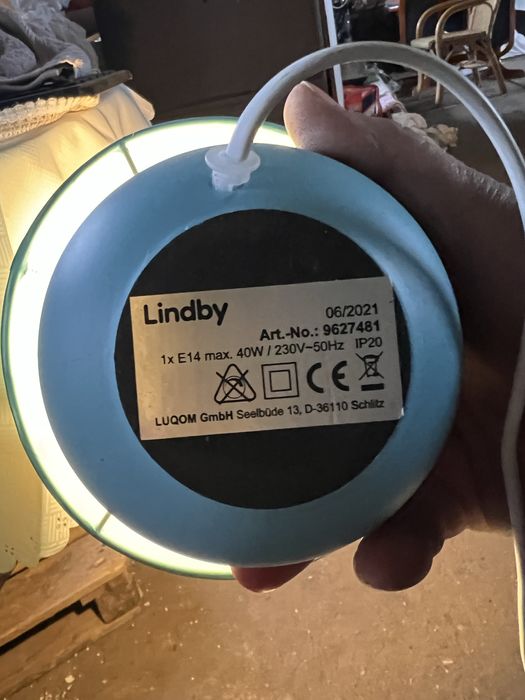 Lindby
06/2021
Art.-No.: 9627481
1x E14 max. 40W / 230V~50Hz IP20
CE
LUQOM GmbH Seelbüde 13, D-36110 Schlitz